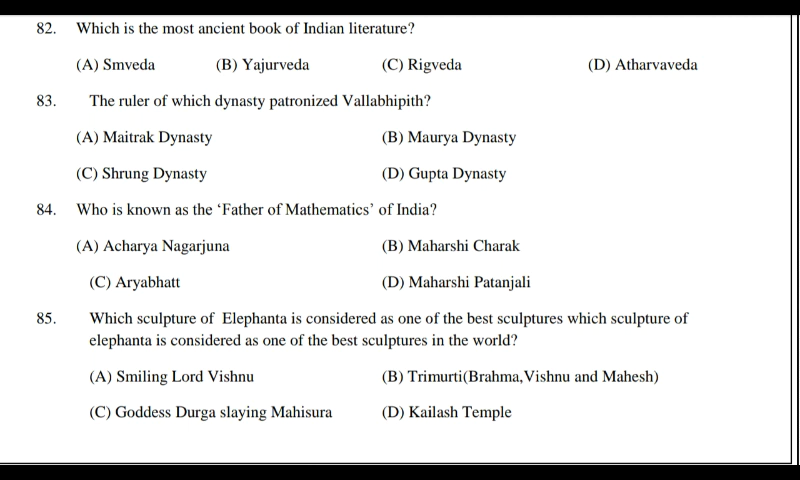 82. Which is the most ancient book of Indian literature?
(A) Smveda (B) Yajurveda (C) Rigveda (D) Atharvaveda
83. The ruler of which dynasty patronized Vallabhipith?
(A) Maitrak Dynasty (B) Maurya Dynasty
(C) Shrung Dynasty (D) Gupta Dynasty
84. Who is known as the ‘Father of Mathematics’ of India?
(A) Acharya Nagarjuna (B) Maharshi Charak
(C) Aryabhatt (D) Maharshi Patanjali
85. Which sculpture of Elephanta is considered as one of the best sculptures which sculpture of
elephanta is considered as one of the best sculptures in the world?
(A) Smiling Lord Vishnu (B) Trimurti(Brahma,Vishnu and Mahesh)
(C) Goddess Durga slaying Mahisura (D) Kailash Temple